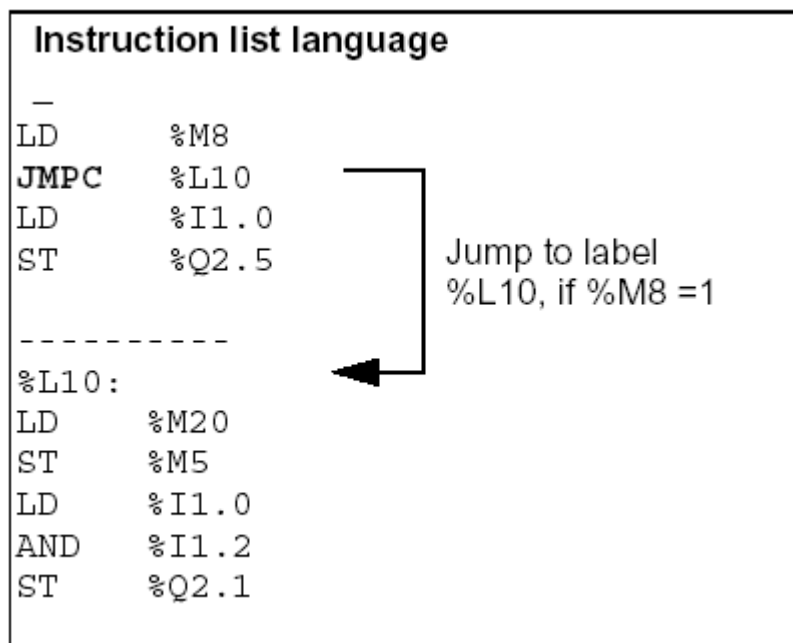 Instruction list language
_
LD %M8
JMPC %L10
LD %I1.0
ST %Q2.5
Jump to label
%L10, if %M8 =1
----------
%L10:
LD %M20
ST %M5
LD %I1.0
AND %I1.2
ST %Q2.1